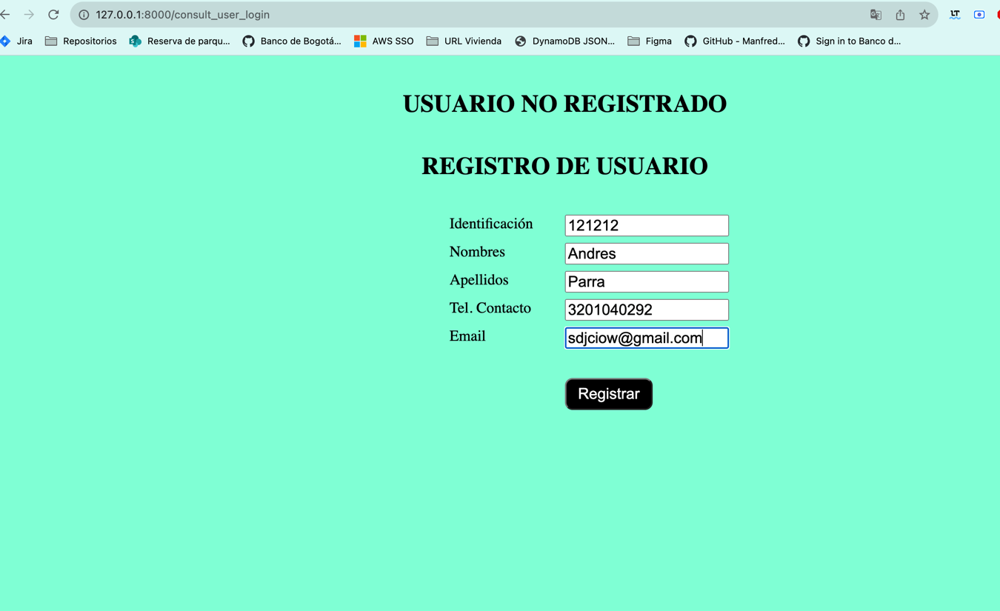 127.0.0.1:8000/consult_user_login
LT
Jira Repositorios S Reserva de parqu... Banco de Bogotá... AWS SSO URL Vivienda DynamoDB JSON... Figma GitHub - Manfred... Sign in to Banco d...
USUARIO NO REGISTRADO
REGISTRO DE USUARIO
Identificación 121212
Nombres Andres
Apellidos Parra
Tel. Contacto 3201040292
Email sdjciow@gmail.com
Registrar